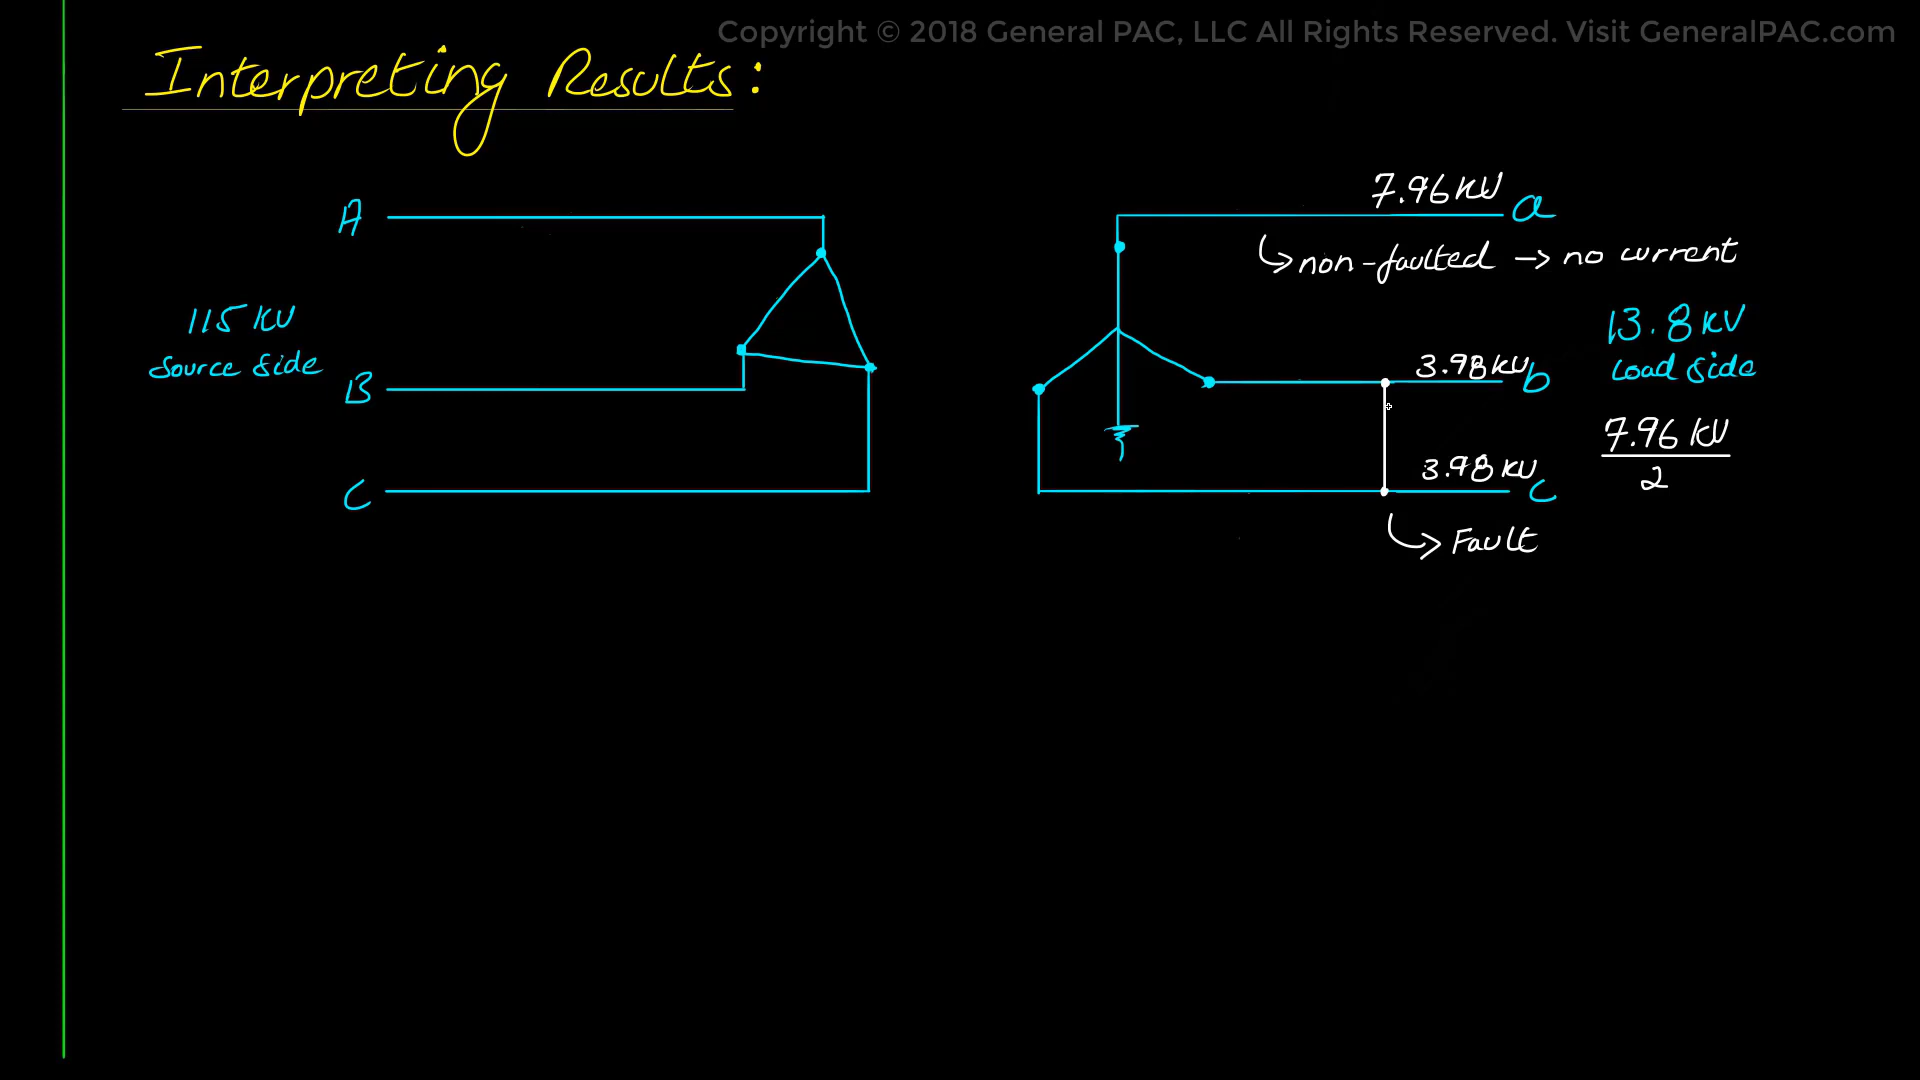 Copyright © 2018 General PAC, LLC All Rights Reserved. Visit GeneralPAC.com
Interpreting Results:
7.96 kV
A
a
non-faulted → no current
115 kV
13.8 kV
Source Side
3.98 kV
Load Side
B
b
7.96 kV
2
3.98 kV
C
c
Fault